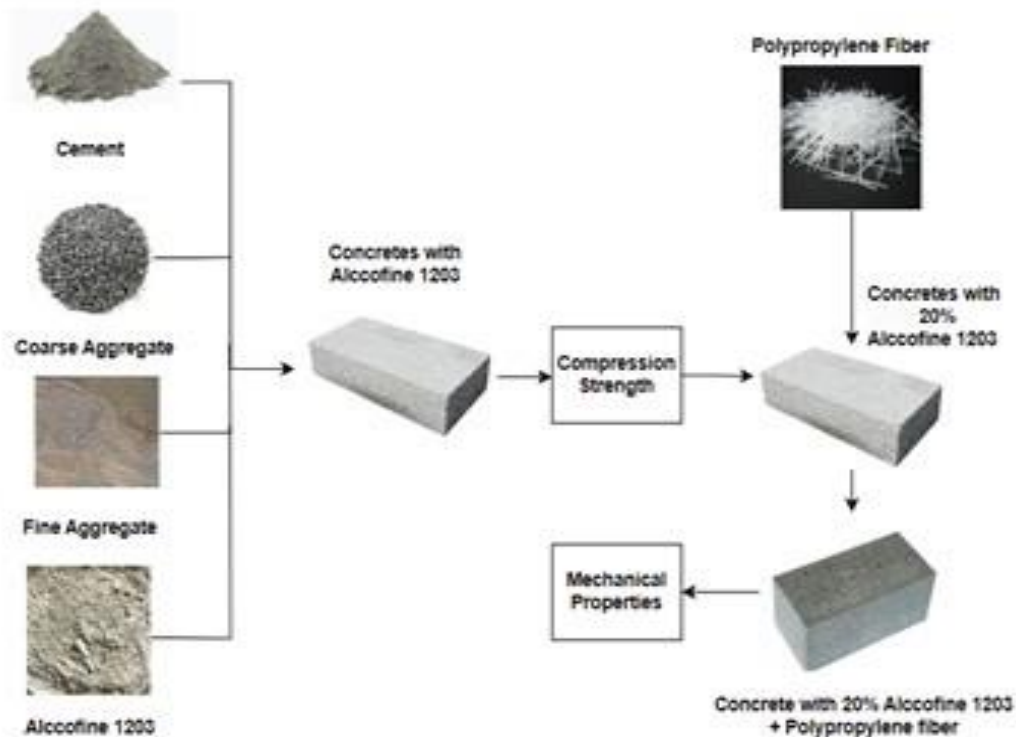 Cement
Coarse Aggregate
Fine Aggregate
Alccofine 1203
Concretes with
Alccofine 1203
Compression
Strength
Polypropylene Fiber
Concretes with
20%
Alccofine 1203
Mechanical
Properties
Concrete with 20% Alccofine 1203
+ Polypropylene fiber